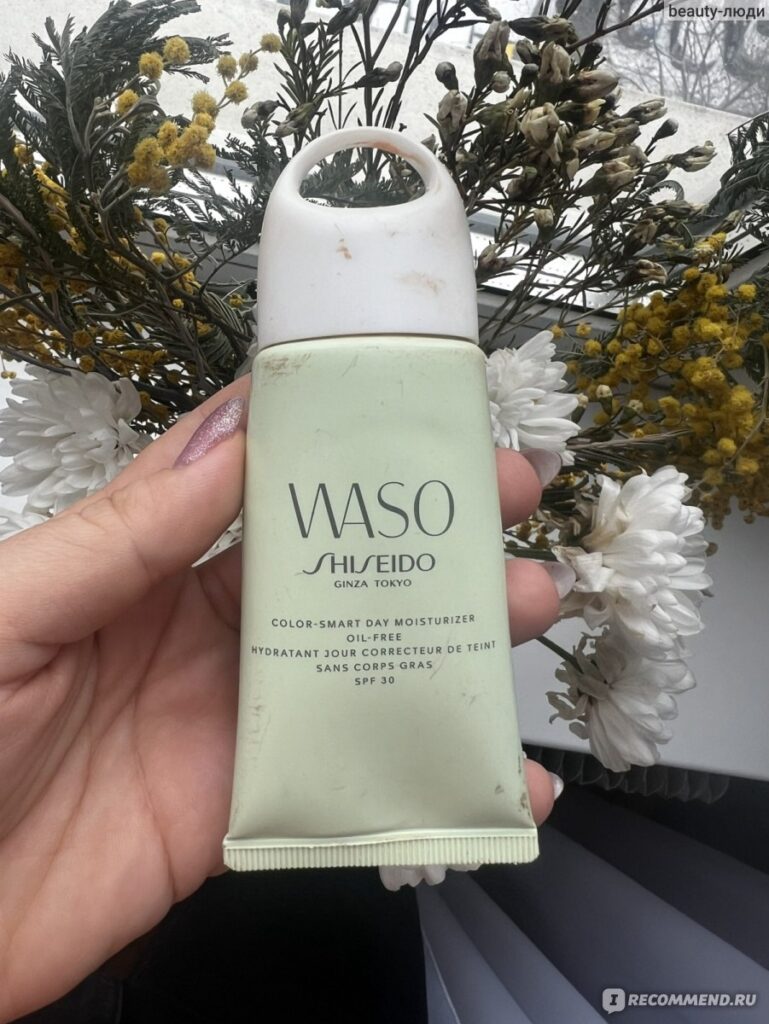 beauty-люди
WASO
SHISEIDO
GINZA TOKYO
COLOR-SMART DAY MOISTURIZER
OIL-FREE
HYDRATANT JOUR CORRECTEUR DE TEINT
SANS CORPS GRAS
SPF 30
I RECOMMEND.RU